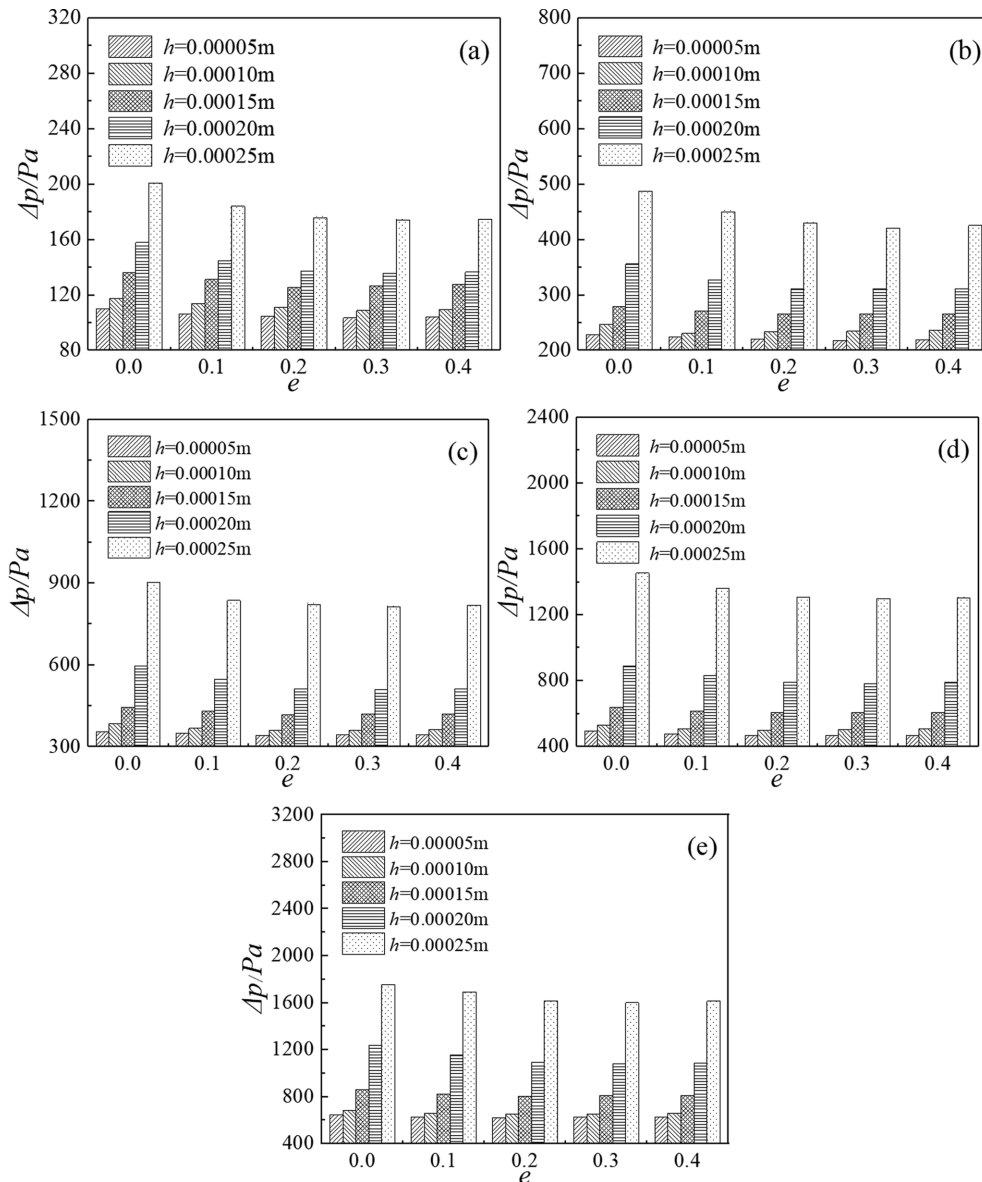 320
280
240
200
160
120
80
Δp/Pa
(a)
h=0.00005m
h=0.00010m
h=0.00015m
h=0.00020m
h=0.00025m
0.0 0.1 0.2 0.3 0.4
e
800
700
600
500
400
300
200
Δp/Pa
(b)
h=0.00005m
h=0.00010m
h=0.00015m
h=0.00020m
h=0.00025m
0.0 0.1 0.2 0.3 0.4
e
1500
1200
900
600
300
Δp/Pa
(c)
h=0.00005m
h=0.00010m
h=0.00015m
h=0.00020m
h=0.00025m
0.0 0.1 0.2 0.3 0.4
e
2400
2000
1600
1200
800
400
Δp/Pa
(d)
h=0.00005m
h=0.00010m
h=0.00015m
h=0.00020m
h=0.00025m
0.0 0.1 0.2 0.3 0.4
e
3200
2800
2400
2000
1600
1200
800
400
Δp/Pa
(e)
h=0.00005m
h=0.00010m
h=0.00015m
h=0.00020m
h=0.00025m
0.0 0.1 0.2 0.3 0.4
e